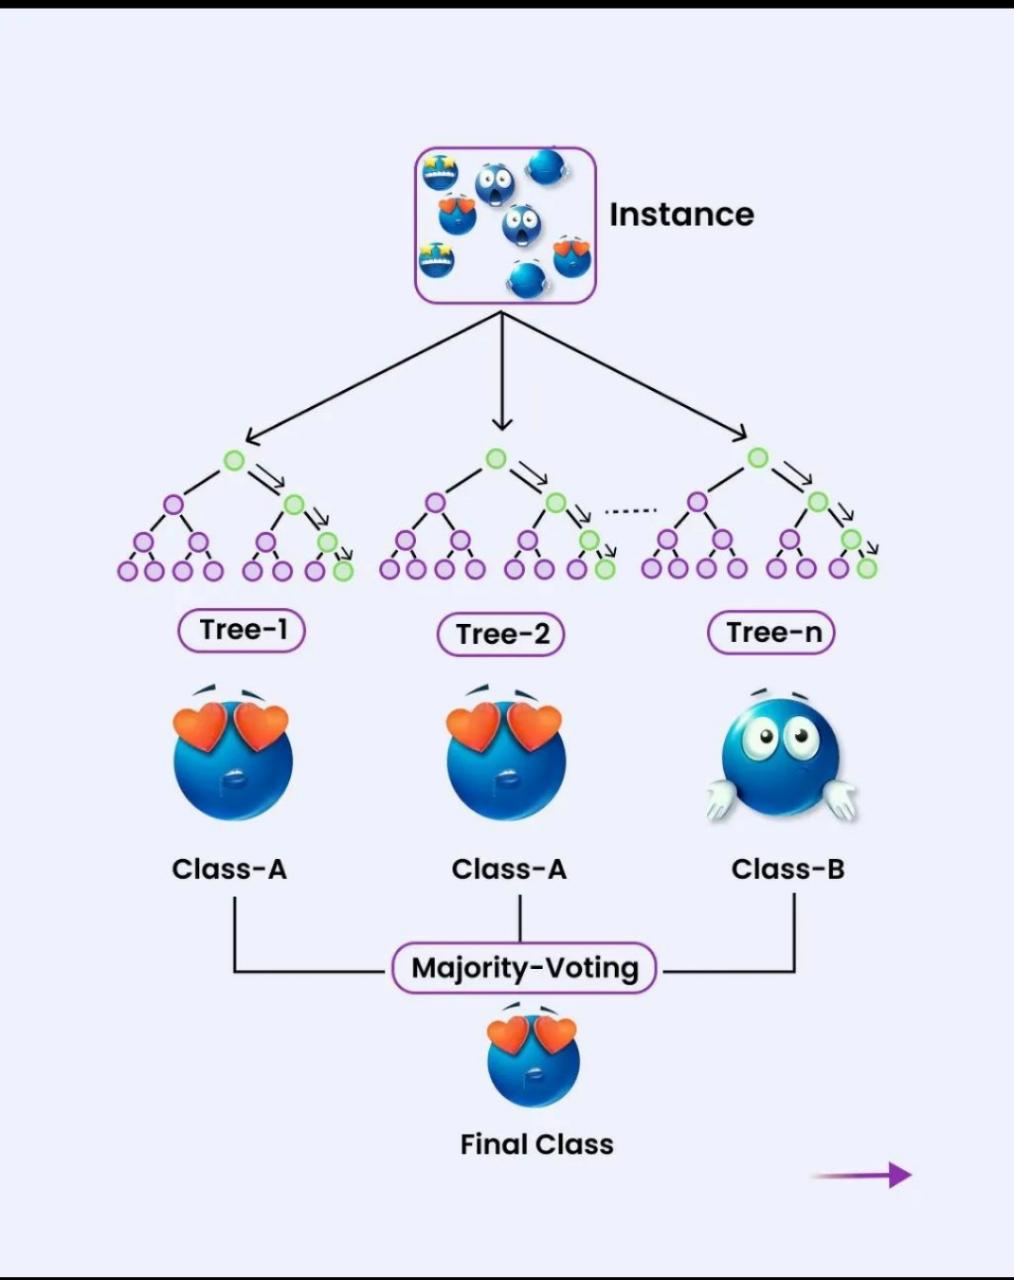 Instance
Tree-1
Tree-2
Tree-n
Class-A
Class-A
Class-B
Majority-Voting
Final Class